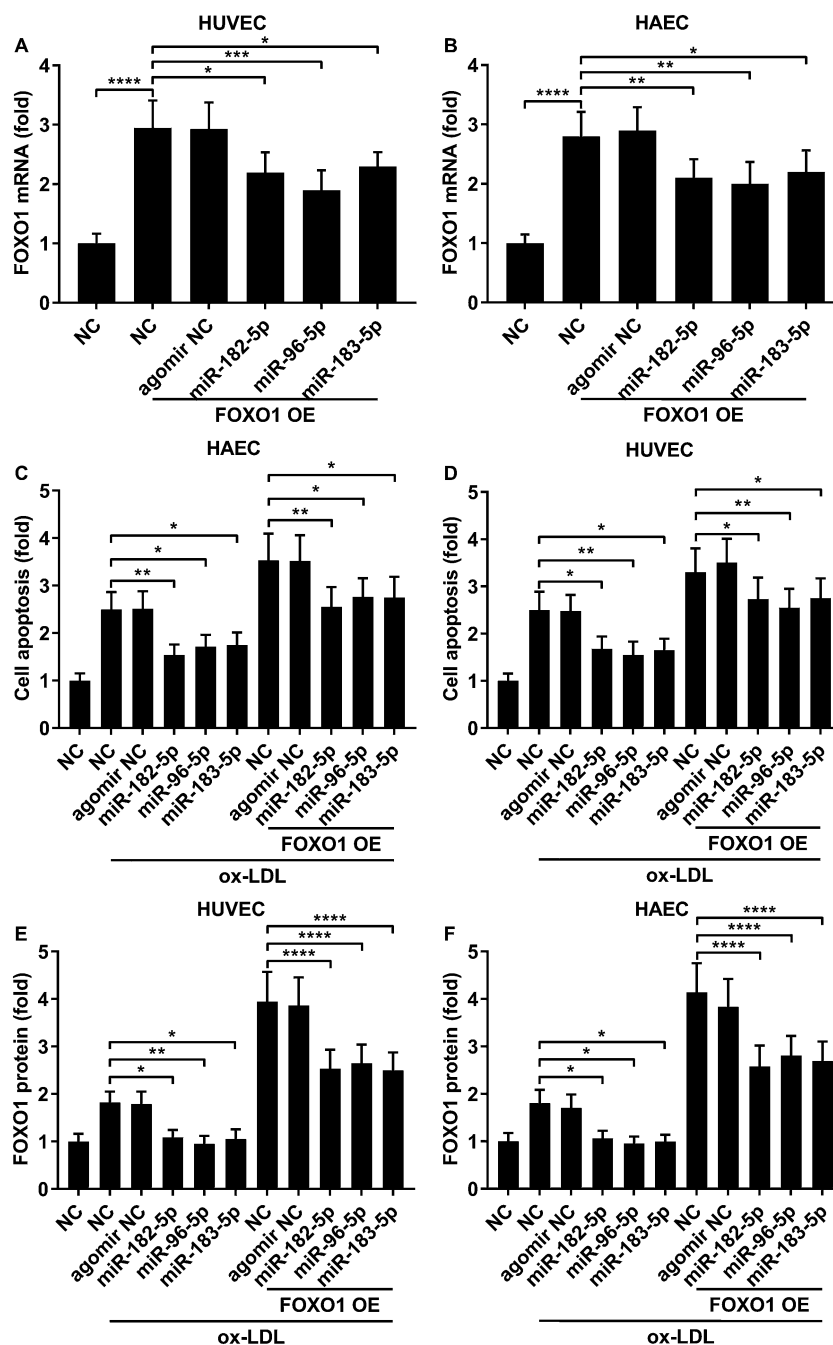 HUVEC
A
*
***
*
****
FOXO1 mRNA (fold)
4
3
2
1
0
NC
NC
agomir NC
miR-182-5p
miR-96-5p
miR-183-5p
FOXO1 OE
HAEC
B
*
**
**
****
FOXO1 mRNA (fold)
4
3
2
1
0
NC
NC
agomir NC
miR-182-5p
miR-96-5p
miR-183-5p
FOXO1 OE
HAEC
C
*
*
**
*
*
**
Cell apoptosis (fold)
5
4
3
2
1
0
NC
NC
agomir NC
miR-182-5p
miR-96-5p
miR-183-5p
NC
agomir NC
miR-182-5p
miR-96-5p
miR-183-5p
FOXO1 OE
ox-LDL
HUVEC
D
*
**
*
*
**
*
Cell apoptosis (fold)
5
4
3
2
1
0
NC
NC
agomir NC
miR-182-5p
miR-96-5p
miR-183-5p
NC
agomir NC
miR-182-5p
miR-96-5p
miR-183-5p
FOXO1 OE
ox-LDL
HUVEC
E
****
****
****
*
**
*
FOXO1 protein (fold)
5
4
3
2
1
0
NC
NC
agomir NC
miR-182-5p
miR-96-5p
miR-183-5p
NC
agomir NC
miR-182-5p
miR-96-5p
miR-183-5p
FOXO1 OE
ox-LDL
HAEC
F
****
****
****
*
*
*
FOXO1 protein (fold)
5
4
3
2
1
0
NC
NC
agomir NC
miR-182-5p
miR-96-5p
miR-183-5p
NC
agomir NC
miR-182-5p
miR-96-5p
miR-183-5p
FOXO1 OE
ox-LDL